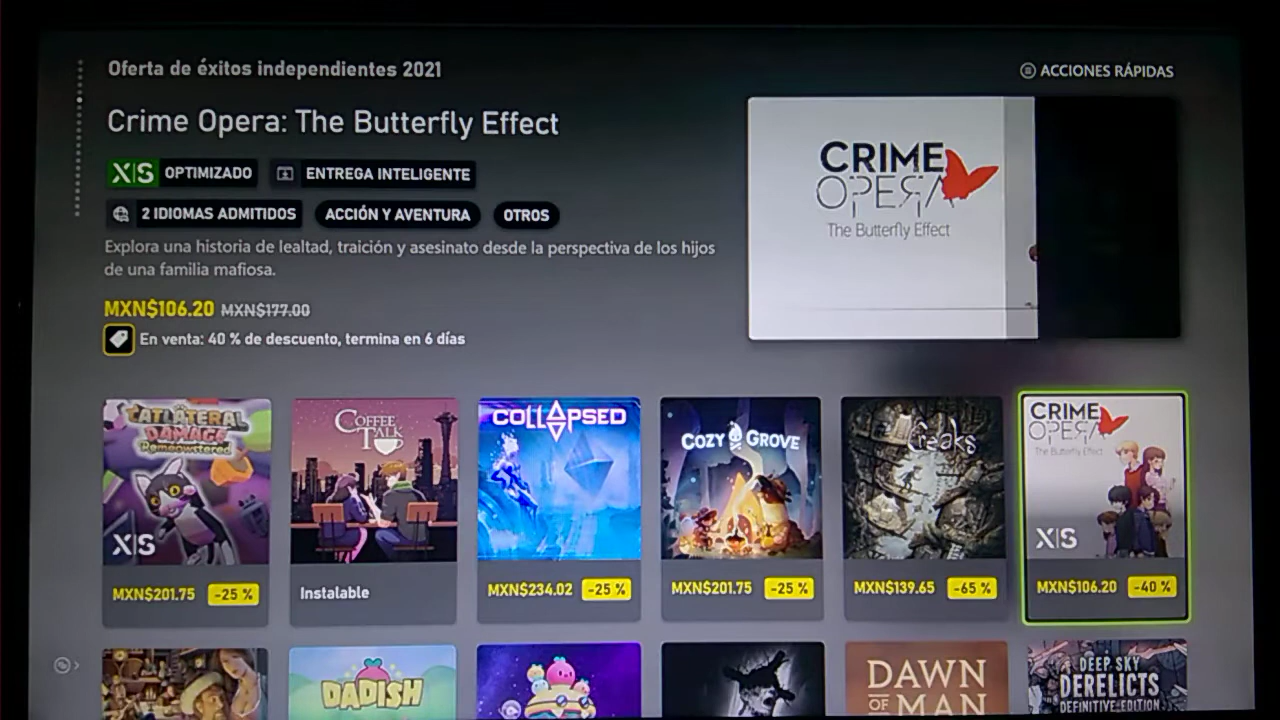 Oferta de éxitos independientes 2021
ACCIONES RÁPIDAS
Crime Opera: The Butterfly Effect
X|S OPTIMIZADO
ENTREGA INTELIGENTE
2 IDIOMAS ADMITIDOS
ACCIÓN Y AVENTURA
OTROS
Explora una historia de lealtad, traición y asesinato desde la perspectiva de los hijos
de una familia mafiosa.
MXN$106.20 MXN$177.00
En venta: 40 % de descuento, termina en 6 días
CRIME
OPERA
The Butterfly Effect
CATLATERAL
DAMAGE
Remeowstered
X|S
MXN$201.75 -25 %
COFFEE
TALK
Instalable
COLLAPSED
MXN$234.02 -25 %
COZY GROVE
MXN$201.75 -25 %
Creaks
MXN$139.65 -65 %
CRIME
OPERA
The Butterfly Effect
X|S
MXN$106.20 -40 %
DADISH
DAWN
OF MAN
DEEP SKY
DERELICTS
DEFINITIVE EDITION